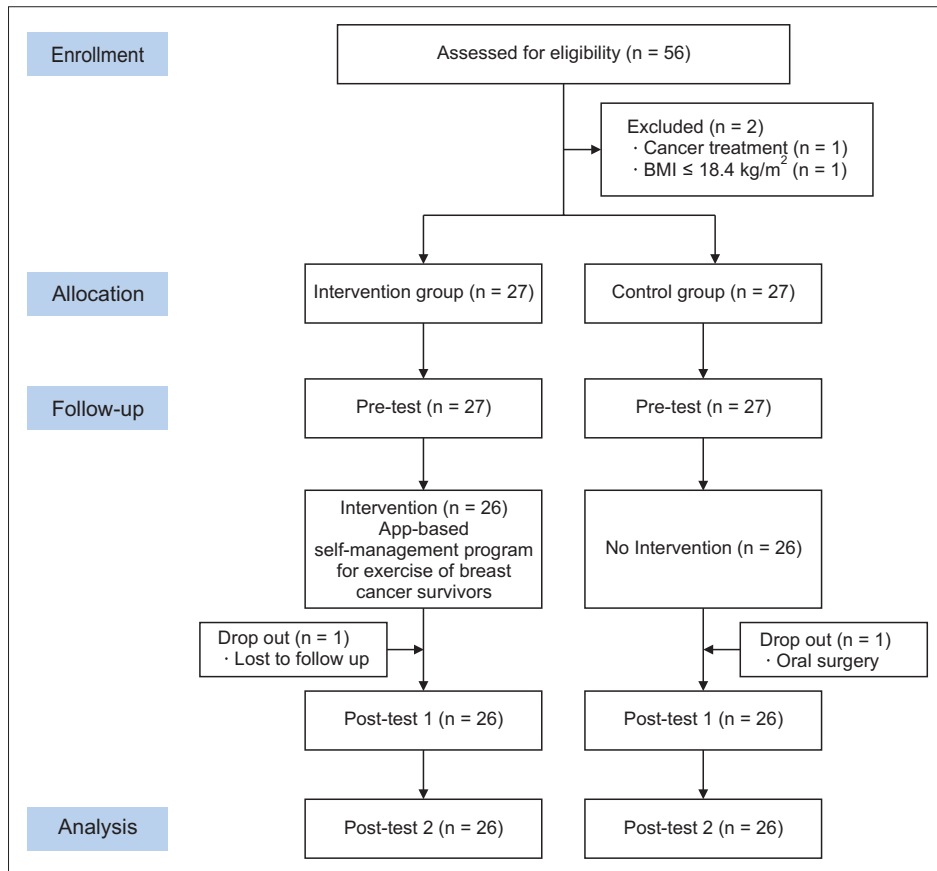 Enrollment
Assessed for eligibility (n = 56)
Excluded (n = 2)
· Cancer treatment (n = 1)
· BMI ≤ 18.4 kg/m² (n = 1)
Allocation
Intervention group (n = 27)
Control group (n = 27)
Follow-up
Pre-test (n = 27)
Pre-test (n = 27)
Intervention (n = 26)
App-based
self-management program
for exercise of breast
cancer survivors
No Intervention (n = 26)
Drop out (n = 1)
· Lost to follow up
Drop out (n = 1)
· Oral surgery
Post-test 1 (n = 26)
Post-test 1 (n = 26)
Analysis
Post-test 2 (n = 26)
Post-test 2 (n = 26)